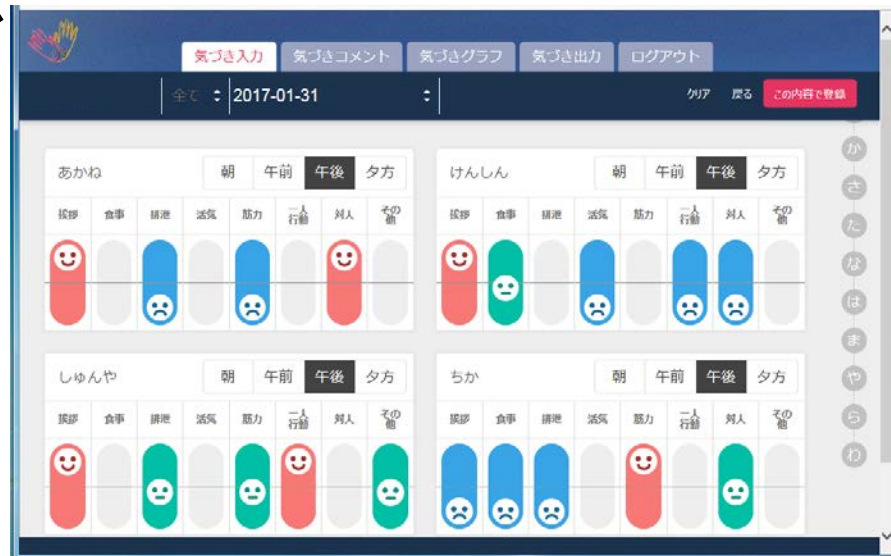 気づき入力 気づきコメント 気づきグラフ 気づき出力 ログアウト
全て 2017-01-31 クリア 戻る この内容で登録
あかね 朝 午前 午後 夕方
挨拶 食事 排泄 活気 筋力 一人行動 対人 その他
けんしん 朝 午前 午後 夕方
挨拶 食事 排泄 活気 筋力 一人行動 対人 その他
しゅんや 朝 午前 午後 夕方
挨拶 食事 排泄 活気 筋力 一人行動 対人 その他
ちか 朝 午前 午後 夕方
挨拶 食事 排泄 活気 筋力 一人行動 対人 その他
か
さ
た
な
は
ま
や
ら
わ